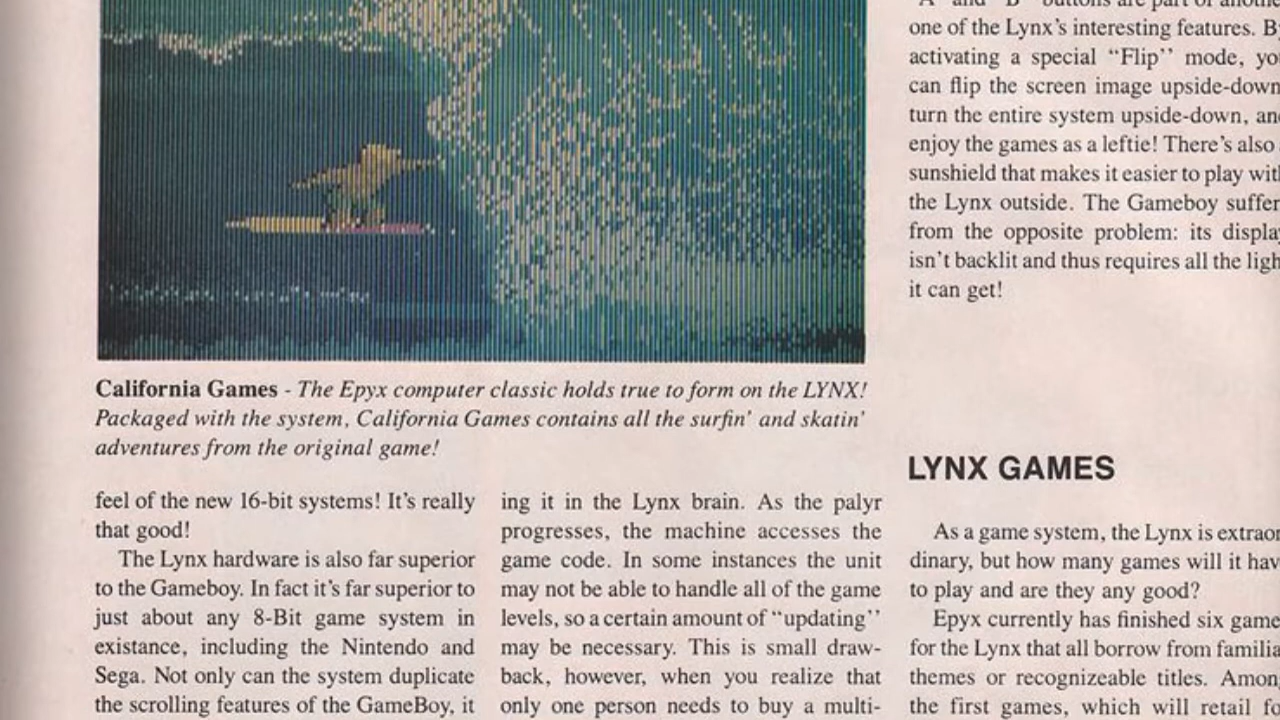 California Games - The Epyx computer classic holds true to form on the LYNX!
Packaged with the system, California Games contains all the surfin' and skatin'
adventures from the original game!
feel of the new 16-bit systems! It's really
that good!
The Lynx hardware is also far superior
to the Gameboy. In fact it's far superior to
just about any 8-Bit game system in
existance, including the Nintendo and
Sega. Not only can the system duplicate
the scrolling features of the GameBoy, it
ing it in the Lynx brain. As the palyr
progresses, the machine accesses the
game code. In some instances the unit
may not be able to handle all of the game
levels, so a certain amount of “updating”
may be necessary. This is small draw-
back, however, when you realize that
only one person needs to buy a multi-
"A" and "B" buttons are part of
one of the Lynx's interesting features.
activating a special “Flip” mode,
can flip the screen image upside-down
turn the entire system upside-down,
enjoy the games as a leftie! There's also
sunshield that makes it easier to play
the Lynx outside. The Gameboy
from the opposite problem: its
isn't backlit and thus requires all the
it can get!
LYNX GAMES
As a game system, the Lynx is extraor
dinary, but how many games will it
to play and are they any good?
Epyx currently has finished six
for the Lynx that all borrow from
themes or recognizeable titles.
the first games, which will retail